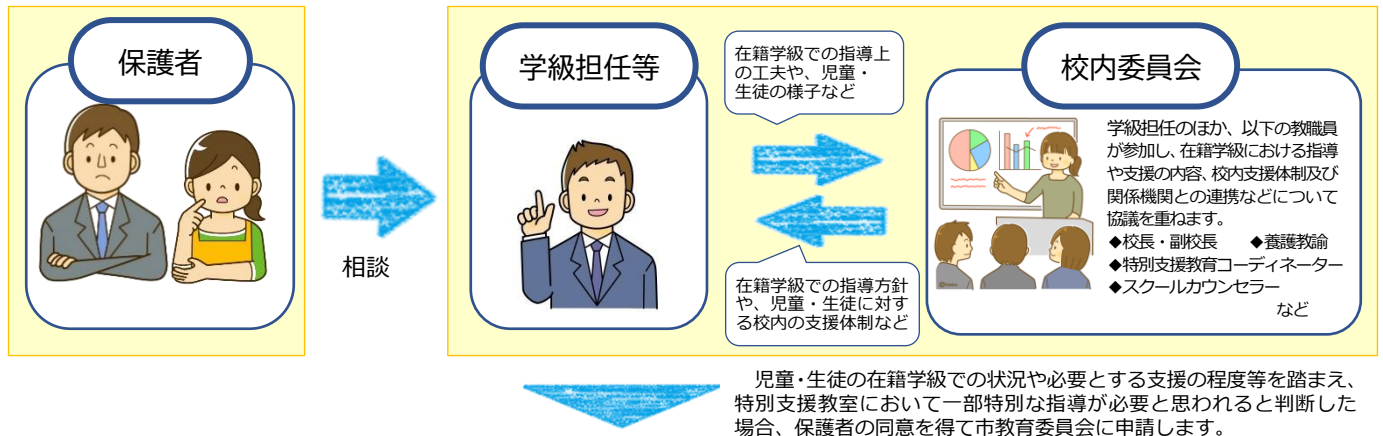 保護者
相談
学級担任等
在籍学級での指導上
の工夫や、児童・
生徒の様子など
在籍学級での指導方針
や、児童・生徒に対す
る校内の支援体制など
校内委員会
学級担任のほか、以下の教職員
が参加し、在籍学級における指導
や支援の内容、校内支援体制及び
関係機関との連携などについて
協議を重ねます。
◆校長・副校長 ◆養護教諭
◆特別支援教育コーディネーター
◆スクールカウンセラー
など
児童・生徒の在籍学級での状況や必要とする支援の程度等を踏まえ、
特別支援教室において一部特別な指導が必要と思われると判断した
場合、保護者の同意を得て市教育委員会に申請します。